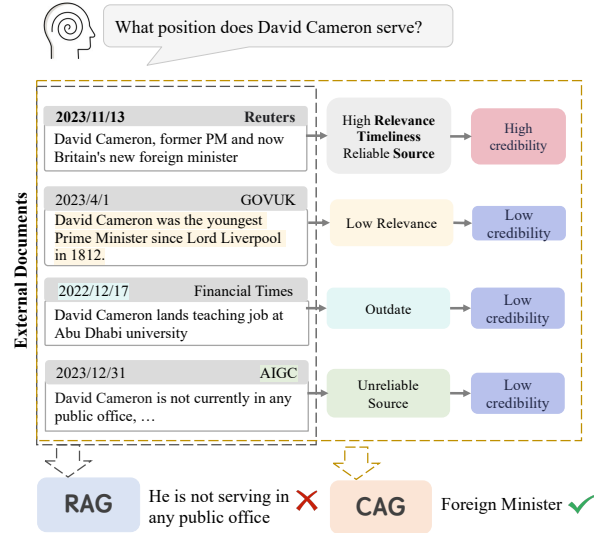 What position does David Cameron serve?
External Documents
2023/11/13 Reuters
David Cameron, former PM and now
Britain's new foreign minister
High Relevance
Timeliness
Reliable Source
High
credibility
2023/4/1 GOVUK
David Cameron was the youngest
Prime Minister since Lord Liverpool
in 1812.
Low Relevance
Low
credibility
2022/12/17 Financial Times
David Cameron lands teaching job at
Abu Dhabi university
Outdate
Low
credibility
2023/12/31 AIGC
David Cameron is not currently in any
public office, …
Unreliable
Source
Low
credibility
RAG
He is not serving in
any public office
CAG
Foreign Minister